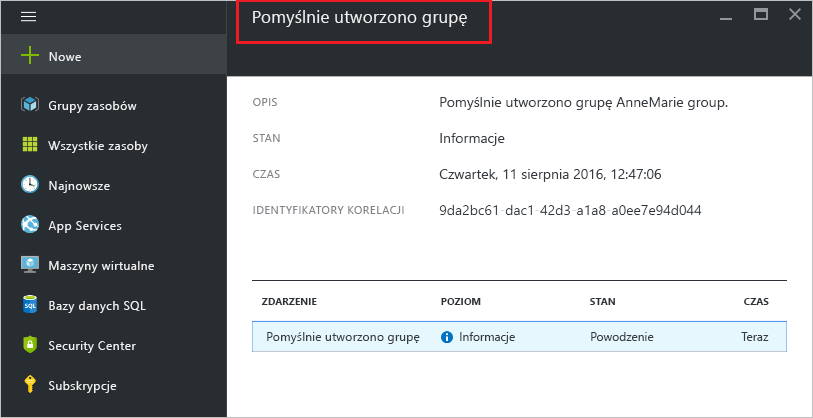 Pomyślnie utworzono grupę
Nowe
Grupy zasobów
Wszystkie zasoby
Najnowsze
App Services
Maszyny wirtualne
SQL
Bazy danych SQL
Security Center
Subskrypcje
OPIS Pomyślnie utworzono grupę AnneMarie group.
STAN Informacje
CZAS Czwartek, 11 sierpnia 2016, 12:47:06
IDENTYFIKATORY KORELACJI 9da2bc61-dac1-42d3-a1a8-a0ee7e94d044
ZDARZENIE POZIOM STAN CZAS
Pomyślnie utworzono grupę Informacje Powodzenie Teraz